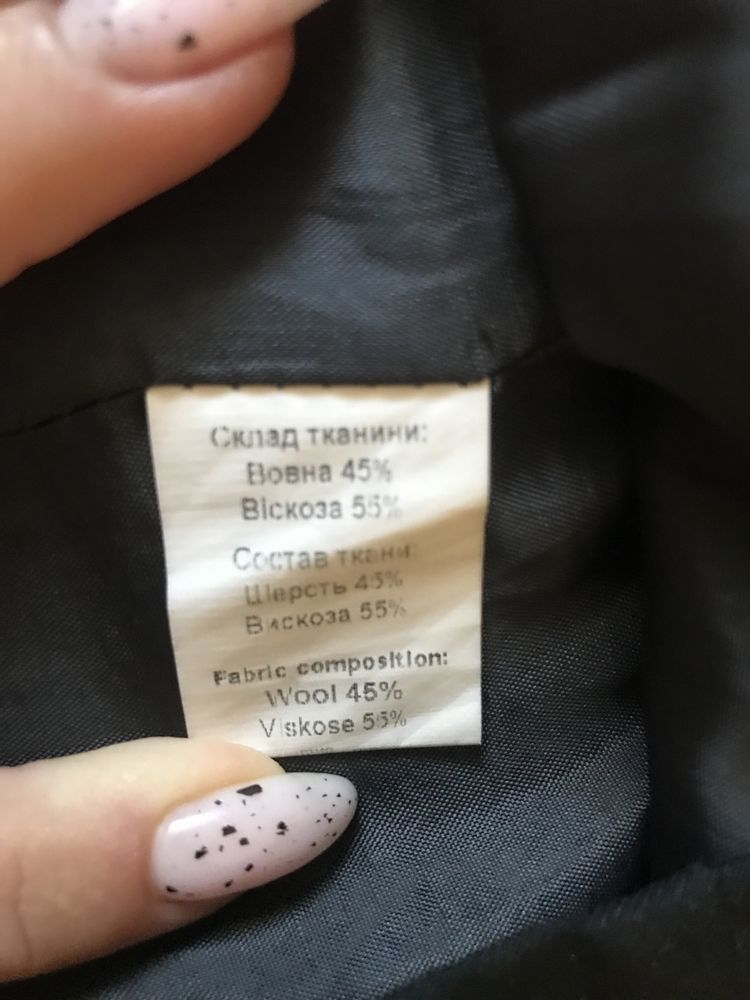 Склад тканини:
Вовна 45%
Віскоза 55%
Состав ткани:
Шерсть 45%
Вискоза 55%
Fabric composition:
Wool 45%
Viskose 55%